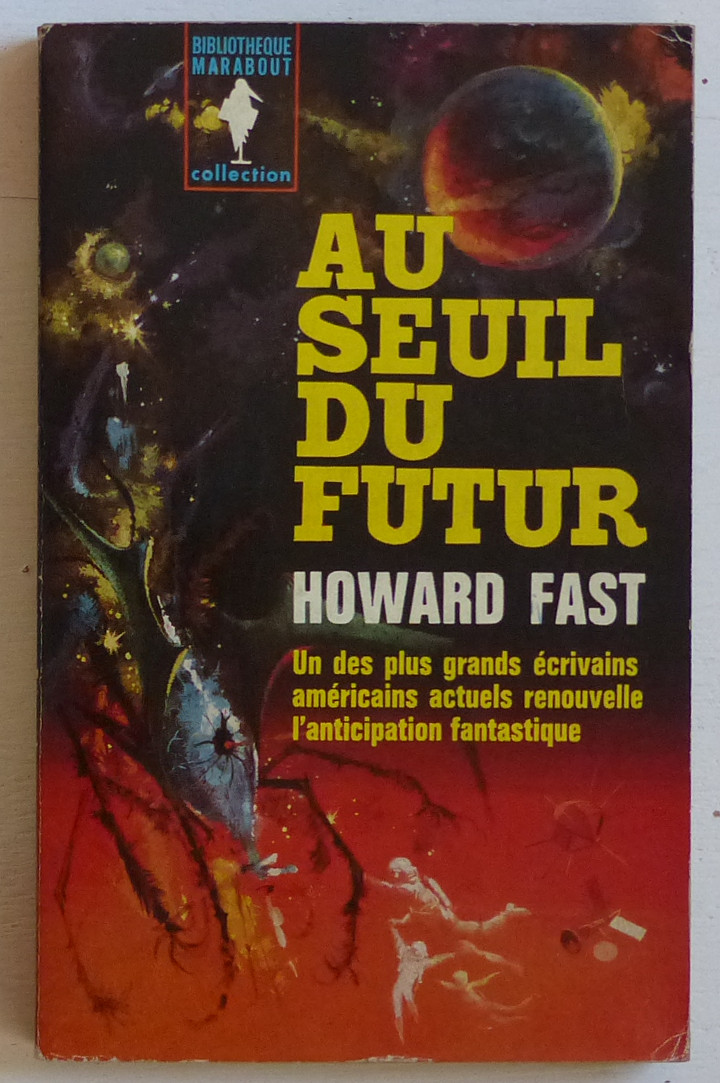 BIBLIOTHEQUE
MARABOUT
collection
AU
SEUIL
DU
FUTUR
HOWARD FAST
Un des plus grands écrivains
américains actuels renouvelle
l'anticipation fantastique